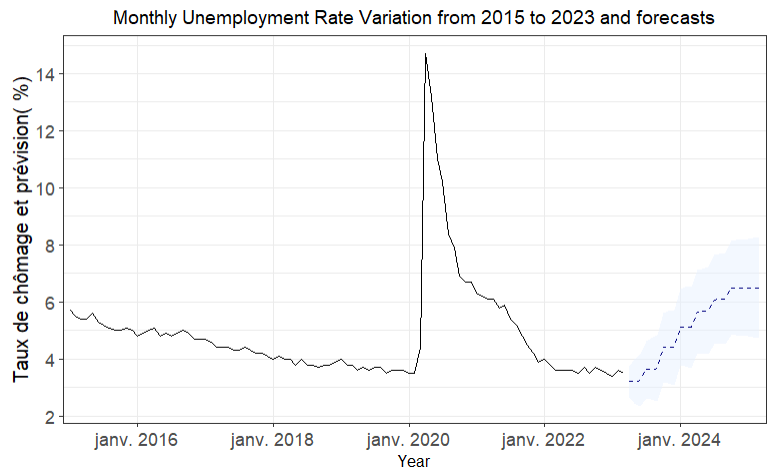 Monthly Unemployment Rate Variation from 2015 to 2023 and forecasts
Taux de chômage et prévision( %)
14
12
10
8
6
4
2
janv. 2016 janv. 2018 janv. 2020 janv. 2022 janv. 2024
Year